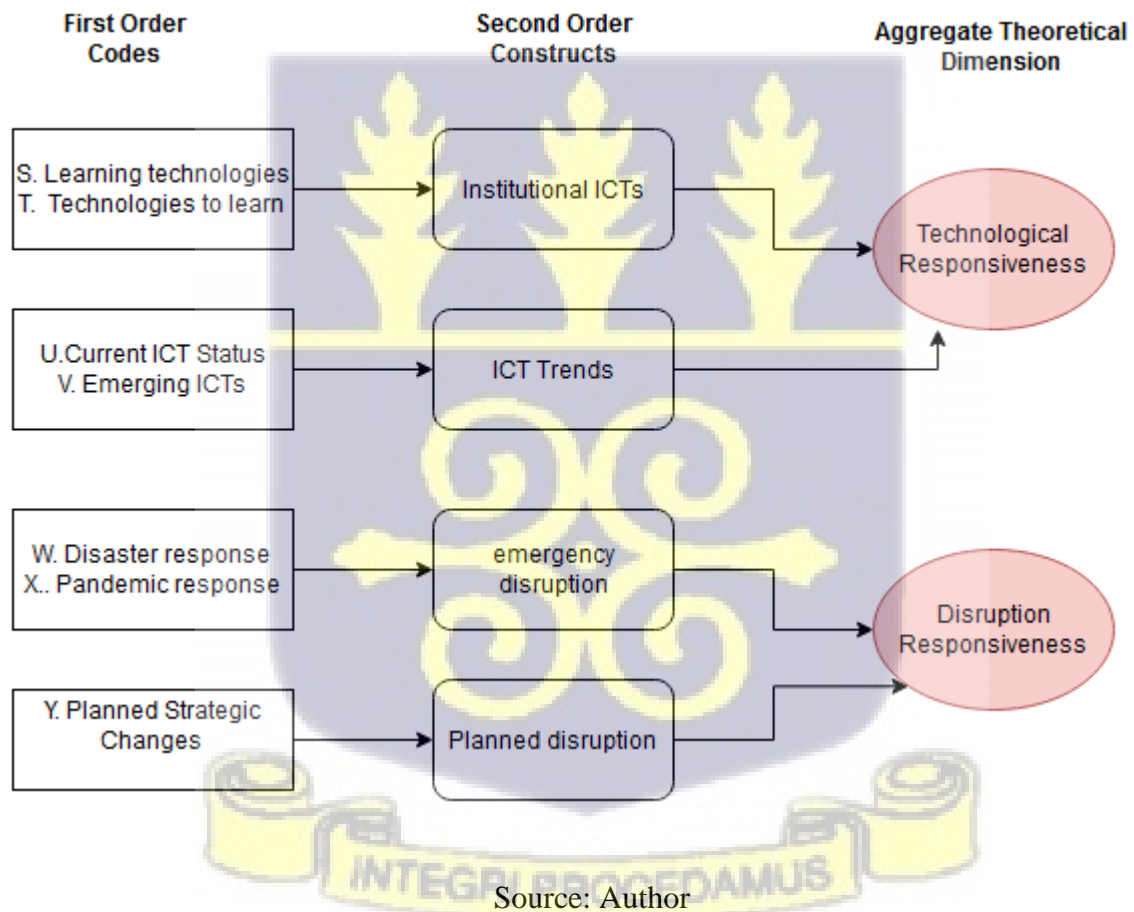 First Order
Codes
Second Order
Constructs
Aggregate Theoretical
Dimension
S. Learning technologies
T. Technologies to learn
Institutional ICTs
Technological
Responsiveness
U.Current ICT Status
V. Emerging ICTs
ICT Trends
W. Disaster response
X.. Pandemic response
emergency
disruption
Disruption
Responsiveness
Y. Planned Strategic
Changes
Planned disruption
INTEGRI PROCEDAMUS
Source: Author